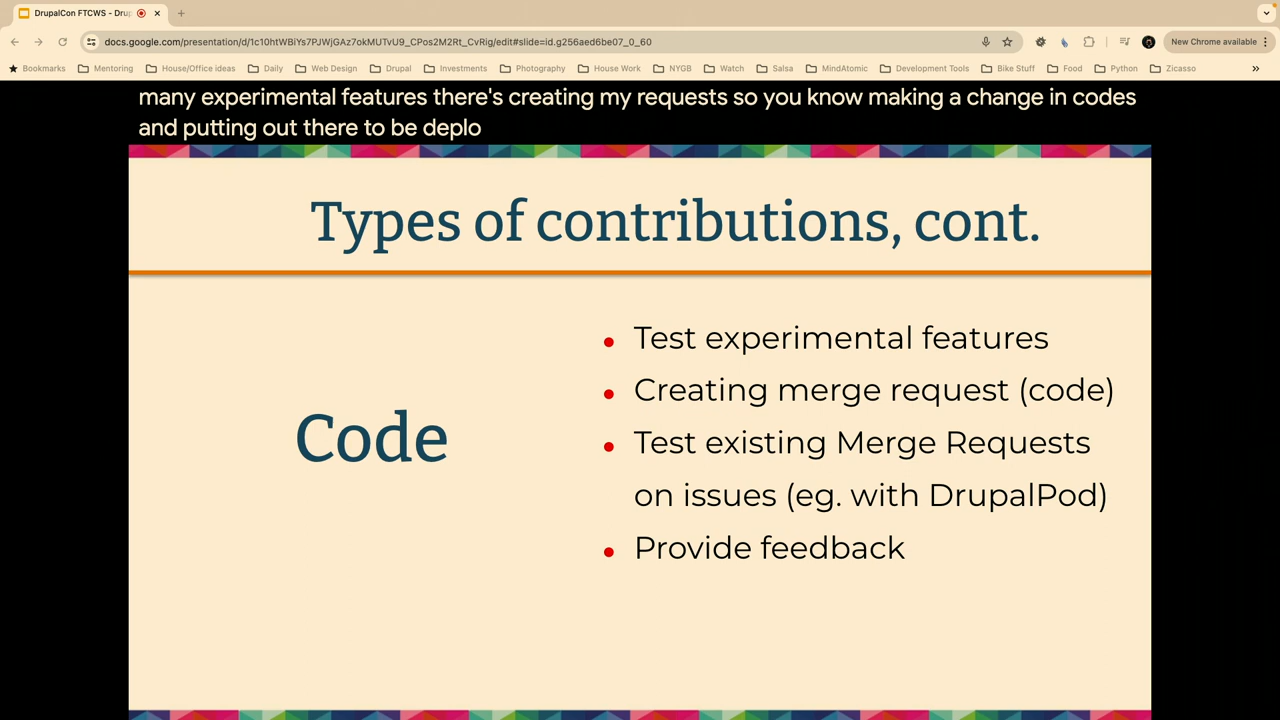 DrupalCon FTCWS - Drup
docs.google.com/presentation/d/1c10htWBiYs7PJWjGAz7okMUTvU9_CPos2M2Rt_CvRig/edit#slide=id.g256aed6be07_0_60
New Chrome available
Bookmarks Mentoring House/Office ideas Daily Web Design Drupal Investments Photography House Work NYGB Watch Salsa MindAtomic Development Tools Bike Stuff Food Python Zicasso
many experimental features there's creating my requests so you know making a change in codes
and putting out there to be deplo
Types of contributions, cont.
Code
• Test experimental features
• Creating merge request (code)
• Test existing Merge Requests
on issues (eg. with DrupalPod)
• Provide feedback